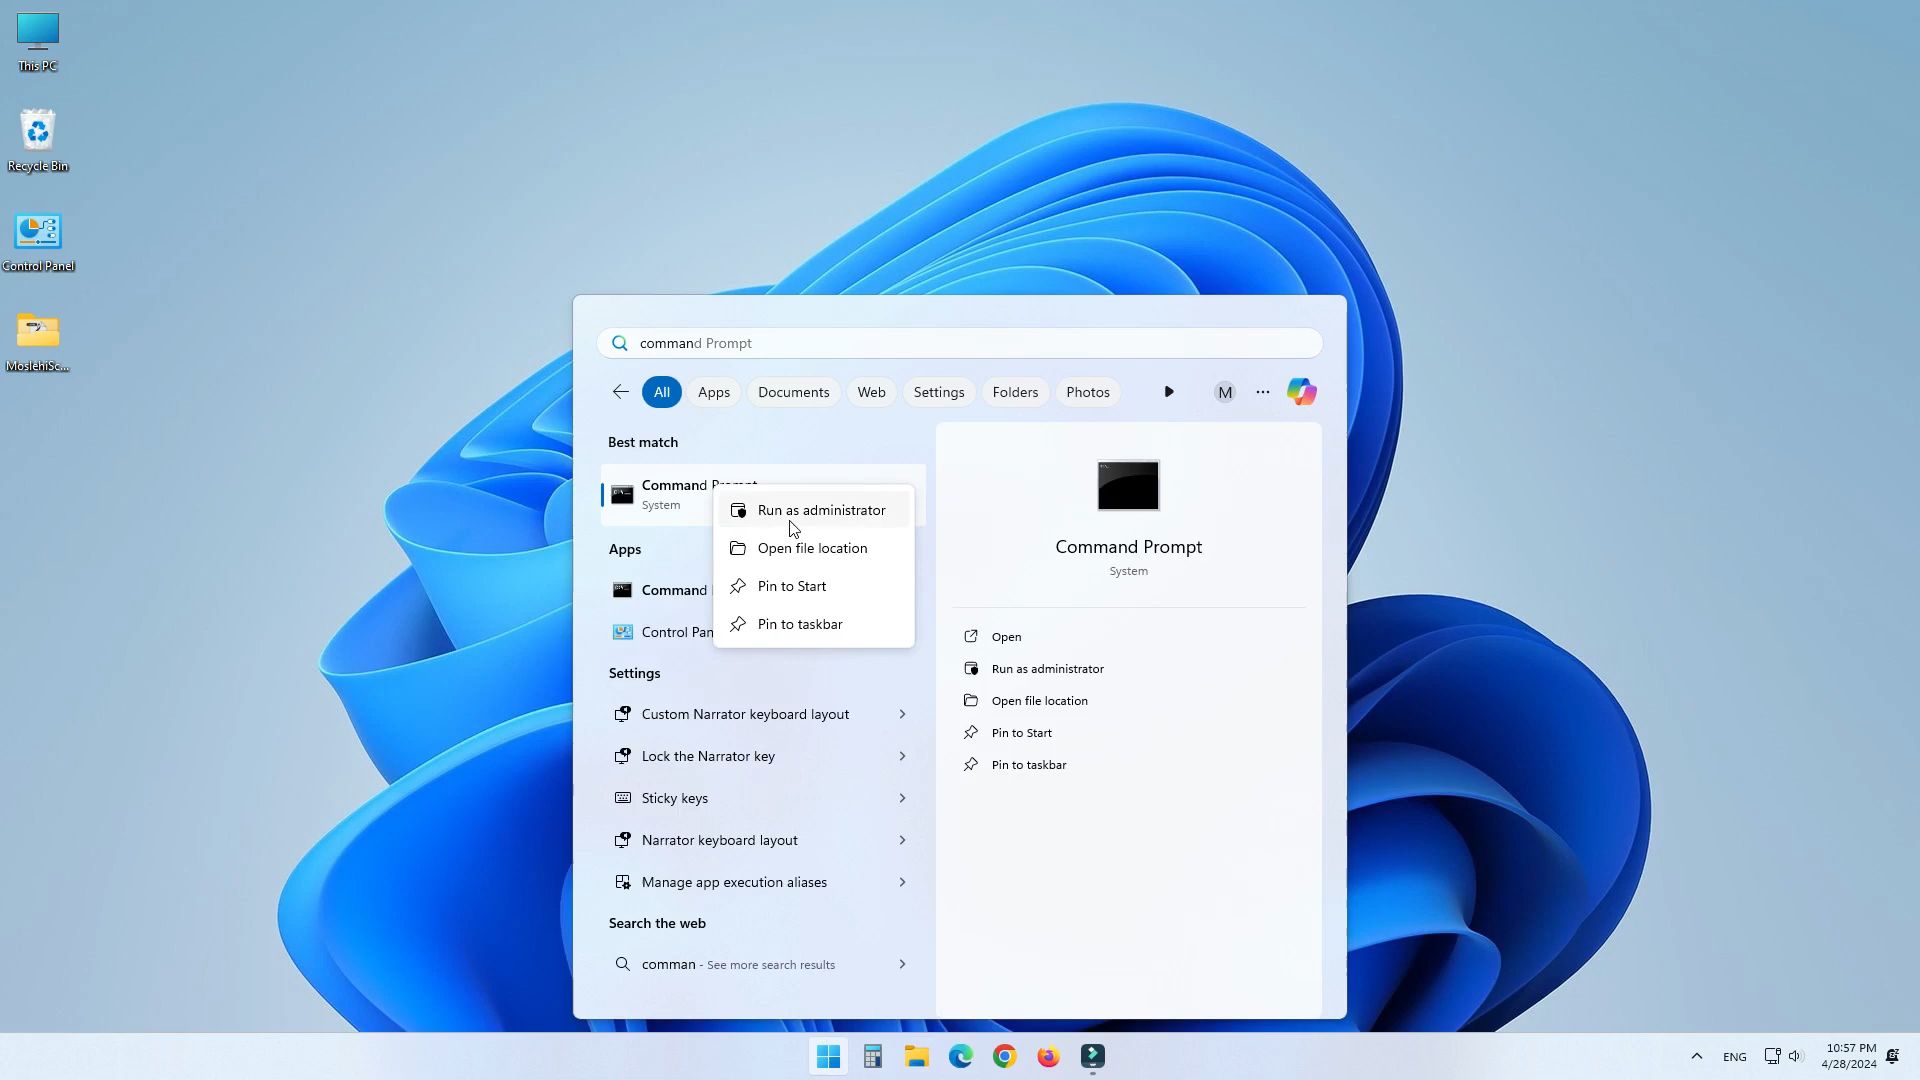 This PC
Recycle Bin
Control Panel
MoslehiSc...
command Prompt
All Apps Documents Web Settings Folders Photos M
Best match
Command Prompt
System
Run as administrator
Open file location
Pin to Start
Pin to taskbar
Apps
Command
Control Pan
Settings
Custom Narrator keyboard layout
Lock the Narrator key
Sticky keys
Narrator keyboard layout
Manage app execution aliases
Search the web
comman - See more search results
Command Prompt
System
Open
Run as administrator
Open file location
Pin to Start
Pin to taskbar
ENG
10:57 PM
4/28/2024